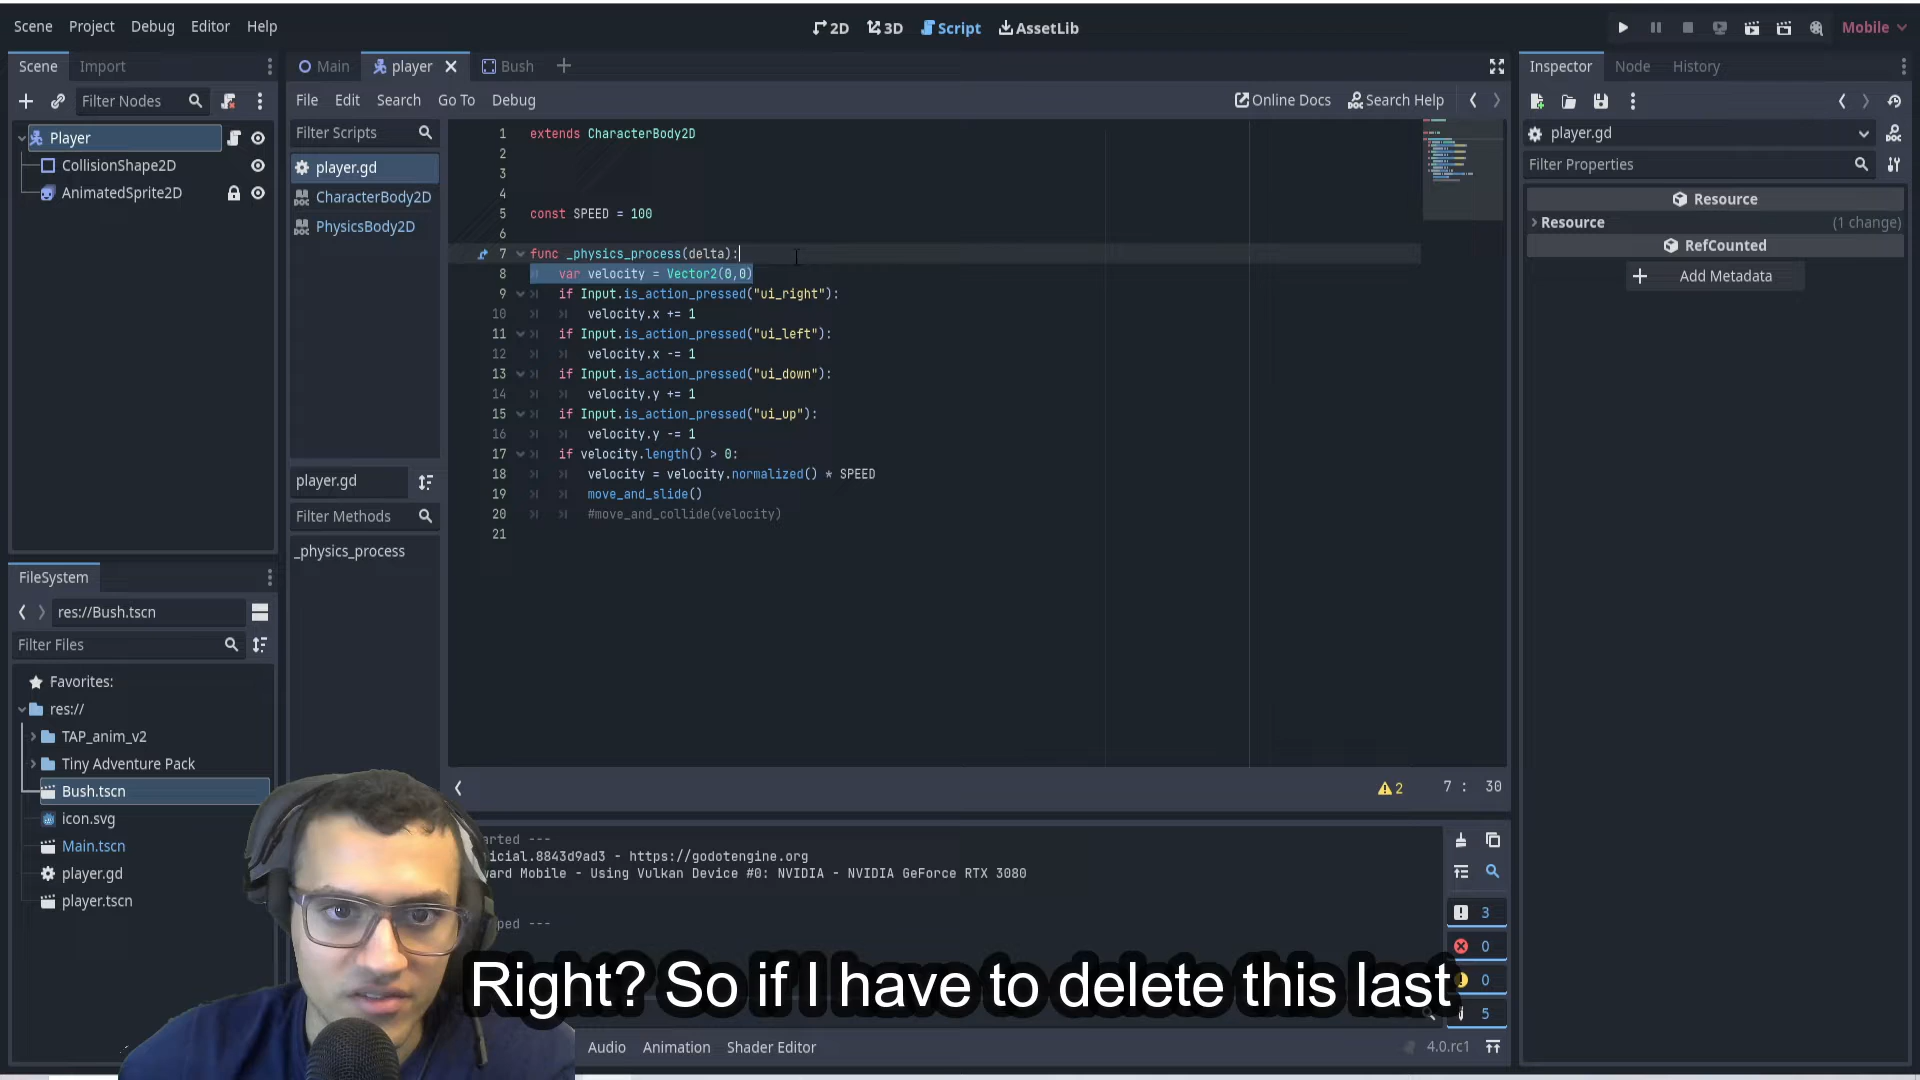 Scene Project Debug Editor Help
2D 3D Script AssetLib
Mobile
Scene Import
Main player Bush
Inspector Node History
Filter Nodes
File Edit Search Go To Debug
Online Docs Search Help
Player
CollisionShape2D
AnimatedSprite2D
Filter Scripts
player.gd
CharacterBody2D
PhysicsBody2D
player.gd
Filter Methods
_physics_process
1 extends CharacterBody2D
2
3
4
5 const SPEED = 100
6
7 func _physics_process(delta):
8 var velocity = Vector2(0,0)
9 if Input.is_action_pressed("ui_right"):
10 velocity.x += 1
11 if Input.is_action_pressed("ui_left"):
12 velocity.x -= 1
13 if Input.is_action_pressed("ui_down"):
14 velocity.y += 1
15 if Input.is_action_pressed("ui_up"):
16 velocity.y -= 1
17 if velocity.length() > 0:
18 velocity = velocity.normalized() * SPEED
19 move_and_slide()
20 #move_and_collide(velocity)
21
2 7 : 30
player.gd
Filter Properties
Resource
Resource (1 change)
RefCounted
Add Metadata
FileSystem
res://Bush.tscn
Filter Files
Favorites:
res://
TAP_anim_v2
Tiny Adventure Pack
Bush.tscn
icon.svg
Main.tscn
player.gd
player.tscn
arted ---
icial.8843d9ad3 - https://godotengine.org
ward Mobile - Using Vulkan Device #0: NVIDIA - NVIDIA GeForce RTX 3080
ped ---
3
0
0
5
Right? So if I have to delete this last
Audio Animation Shader Editor
4.0.rc1